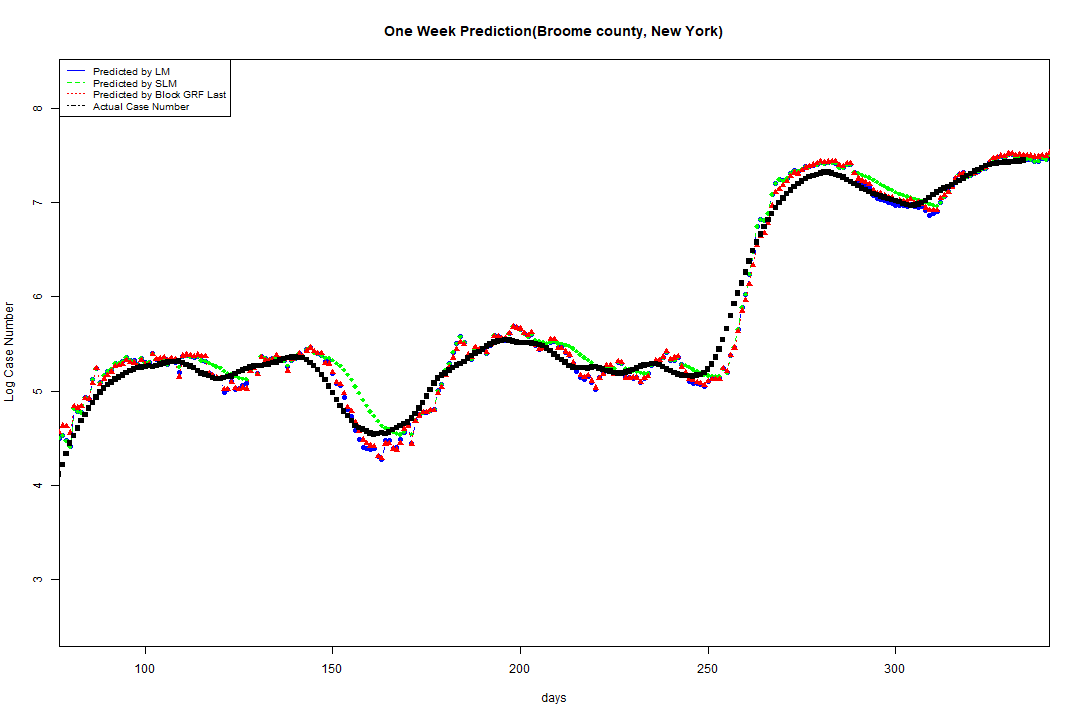 One Week Prediction(Broome county, New York)
Predicted by LM
Predicted by SLM
Predicted by Block GRF Last
Actual Case Number
8
7
6
5
4
3
Log Case Number
100 150 200 250 300
days